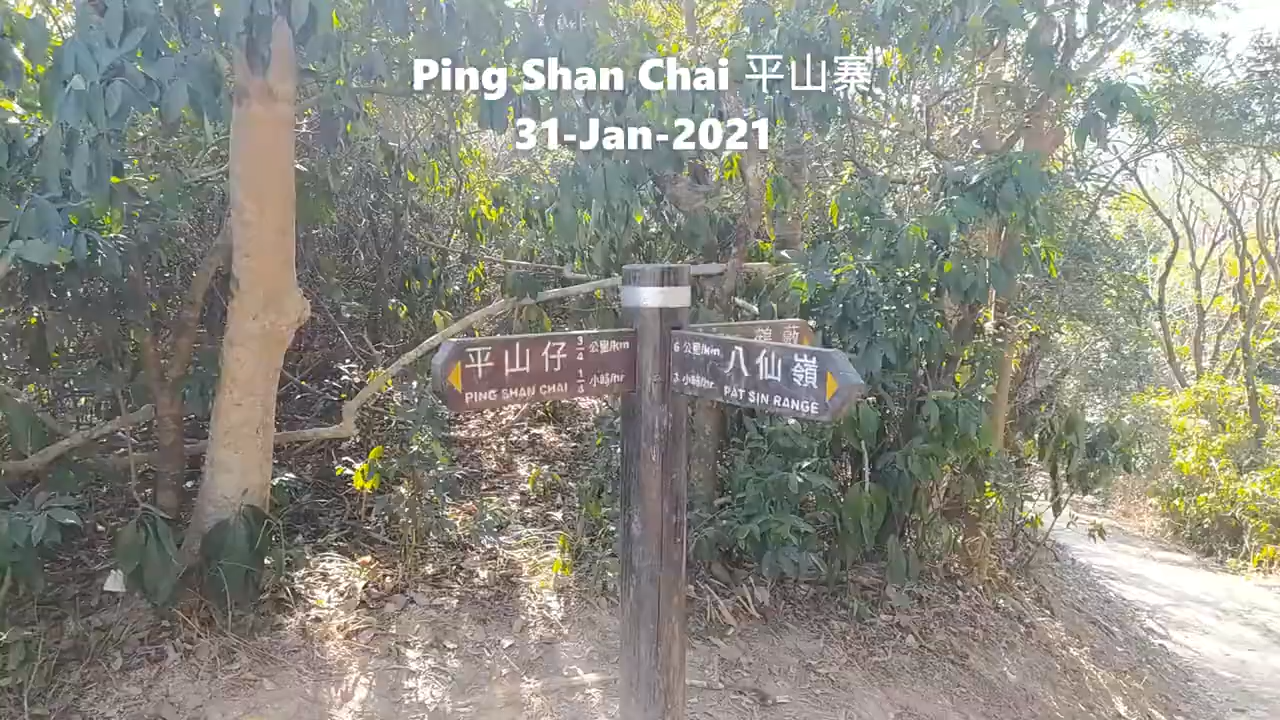 Ping Shan Chai 平山寨
31-Jan-2021
平山仔 3/4 公里/km
PING SHAN CHAI 1/4 小時/hr
6 公里/km 八仙嶺
3 小時/hr PAT SIN RANGE
鶴藪